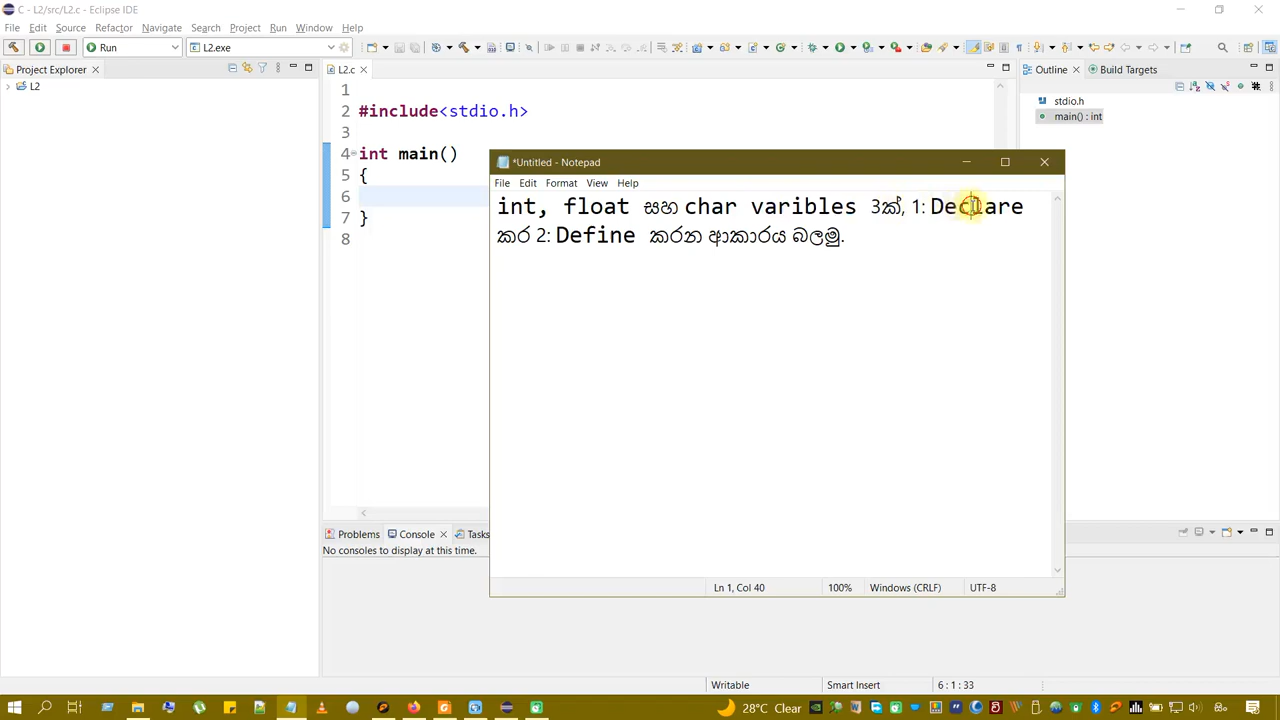 C - L2/src/L2.c - Eclipse IDE
File Edit Source Refactor Navigate Search Project Run Window Help
Run L2.exe
Project Explorer
L2
L2.c
1
2 #include<stdio.h>
3
4 int main()
5 {
6
7 }
8
Outline Build Targets
stdio.h
main() : int
*Untitled - Notepad
File Edit Format View Help
int, float සහ char varibles 3ක්, 1: Declare
කර 2: Define කරන ආකාරය බලමු.
Ln 1, Col 40 100% Windows (CRLF) UTF-8
Problems Console Tasks
No consoles to display at this time.
Writable Smart Insert 6 : 1 : 33
28°C Clear